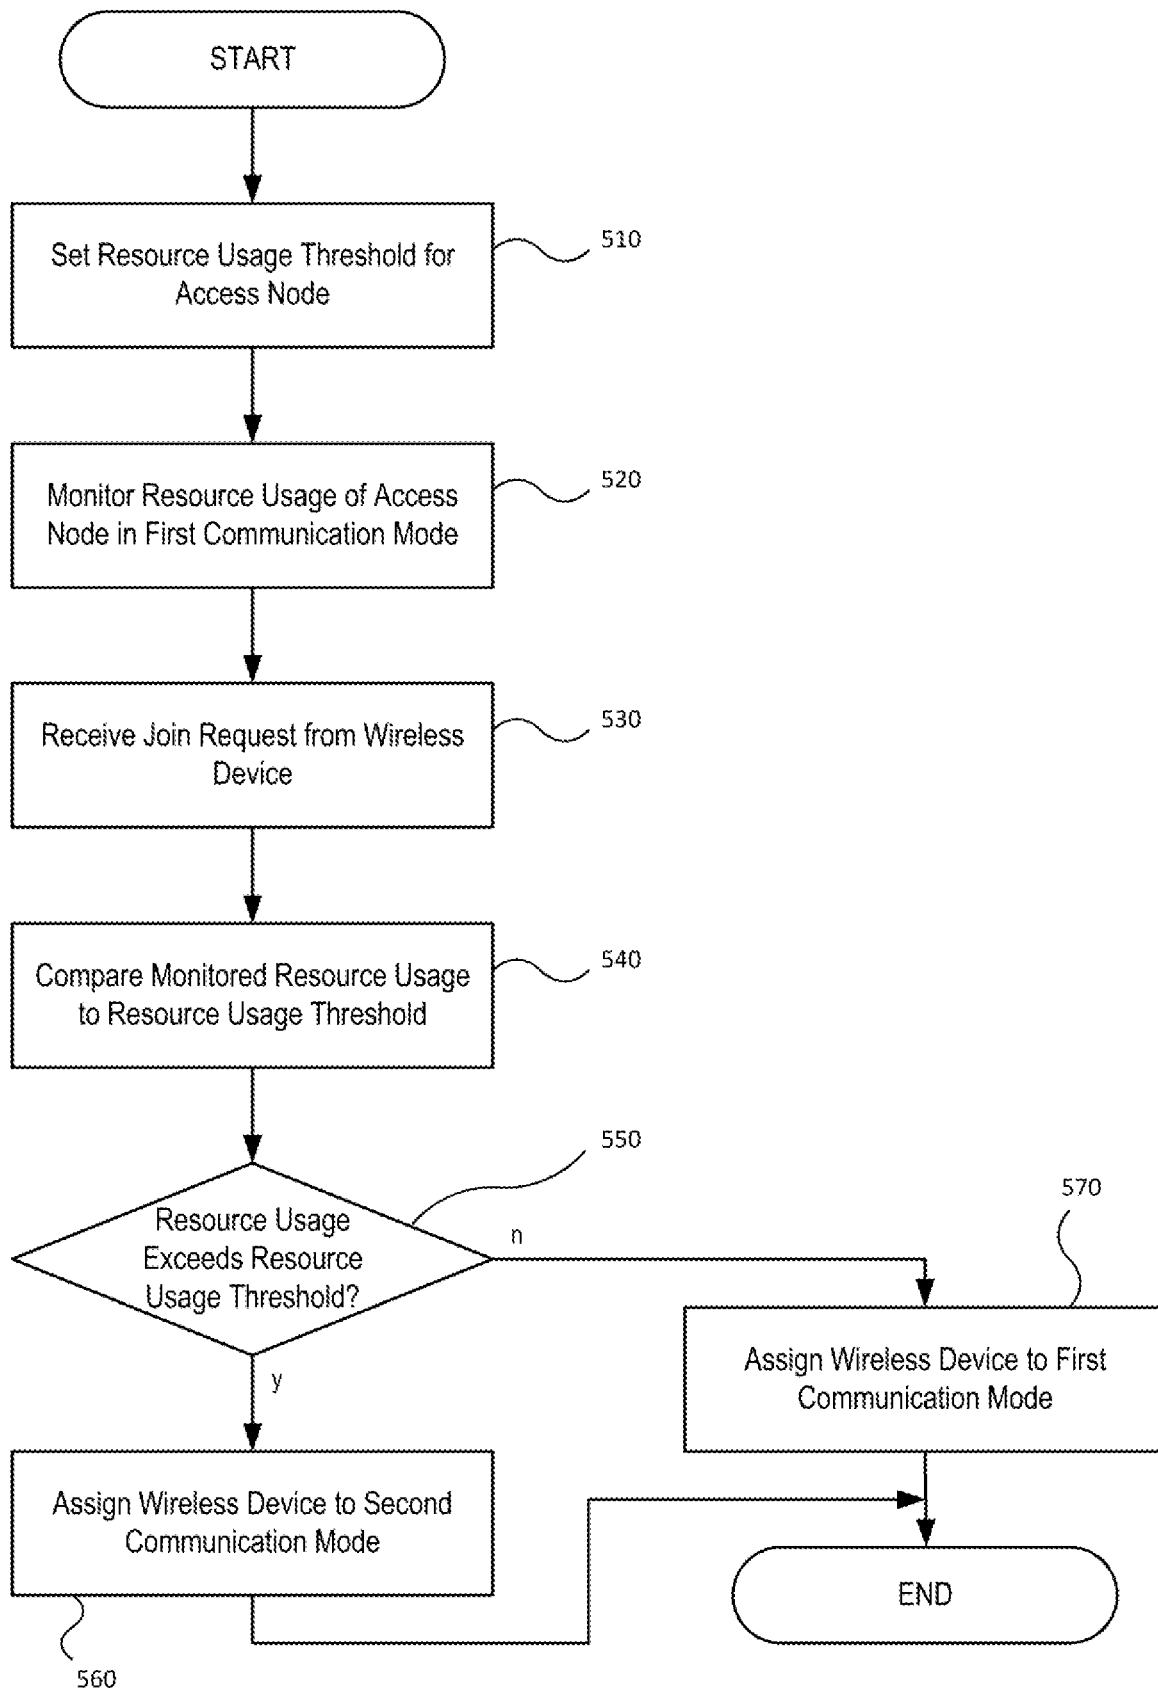 START
Set Resource Usage Threshold for
Access Node
510
Monitor Resource Usage of Access
Node in First Communication Mode
520
Receive Join Request from Wireless
Device
530
Compare Monitored Resource Usage
to Resource Usage Threshold
540
Resource Usage
Exceeds Resource
Usage Threshold?
550
n
y
570
Assign Wireless Device to First
Communication Mode
Assign Wireless Device to Second
Communication Mode
560
END